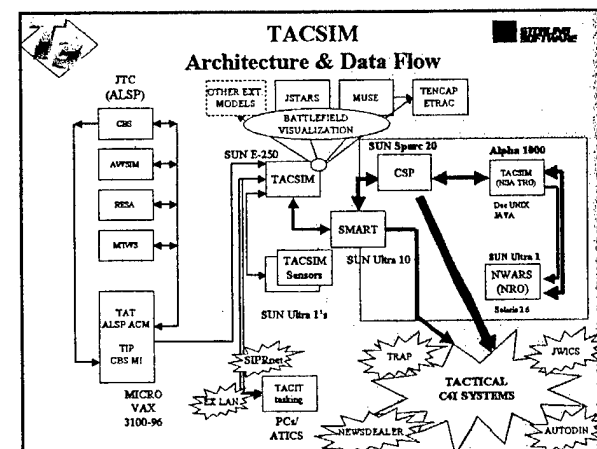 TACSIM
Architecture & Data Flow
STERLING
SOFTWARE
JTC
(ALSP)
CBS
AWSIM
RESA
MTWS
TAT
ALSP ACM
TIP
CBS MI
MICRO
VAX
3100-96
OTHER EXT.
MODELS
JSTARS
MUSE
TENCAP
ETRAC
BATTLEFIELD
VISUALIZATION
SUN E-250
TACSIM
SMART
SUN Ultra 10
TACSIM
Sensors
SUN Ultra 1's
SIPRnet
EX LAN
TACIT
tasking
PCs/
ATICS
SUN Sparc 20
CSP
Alpha 1000
TACSIM
(NSA TRG)
Dec UNIX
JAVA
SUN Ultra 1
NWARS
(NRO)
Solaris 2.6
TRAP
JWICS
TACTICAL
C4I SYSTEMS
NEWSDEALER
AUTODIN